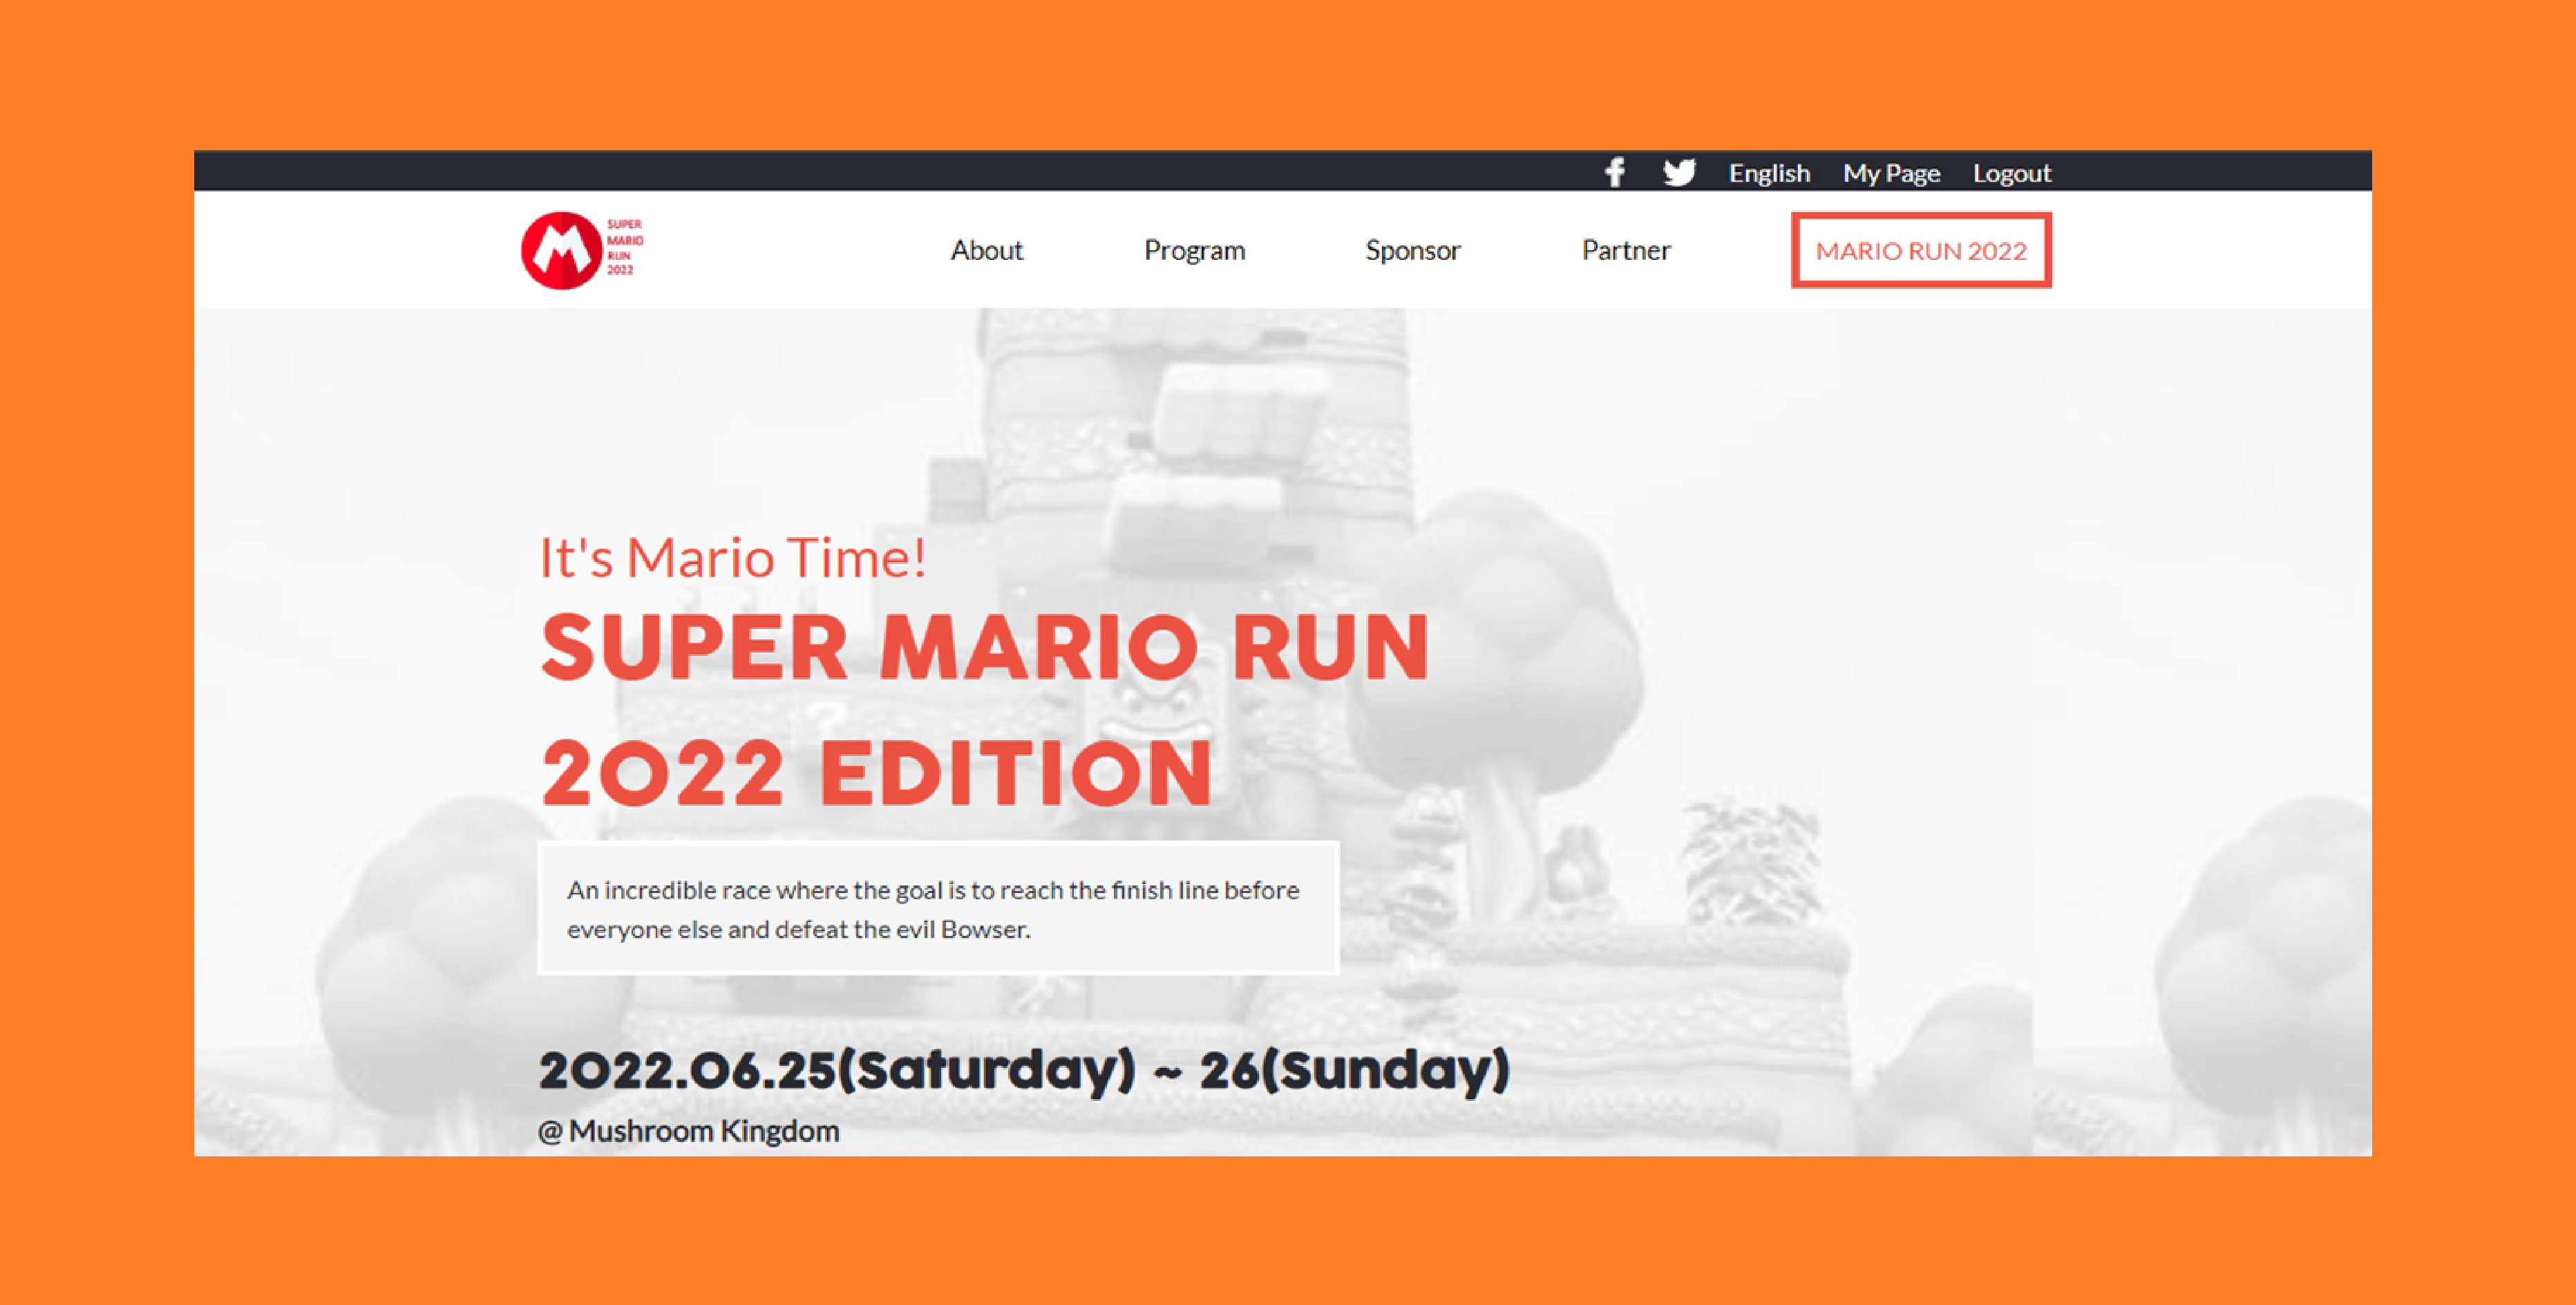 English My Page Logout
SUPER
MARIO
RUN
2022
About Program Sponsor Partner MARIO RUN 2022
It's Mario Time!
SUPER MARIO RUN
2022 EDITION
An incredible race where the goal is to reach the finish line before
everyone else and defeat the evil Bowser.
2022.06.25(Saturday) ~ 26(Sunday)
@ Mushroom Kingdom